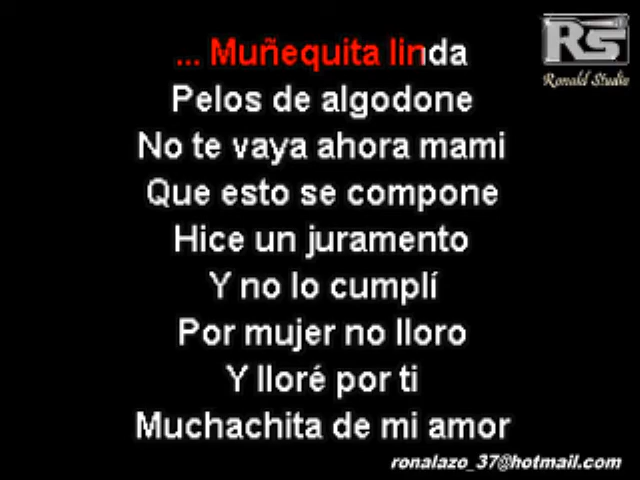 ... Muñequita linda
RS
Ronald Studio
Pelos de algodone
No te vaya ahora mami
Que esto se compone
Hice un juramento
Y no lo cumplí
Por mujer no lloro
Y lloré por ti
Muchachita de mi amor
ronalazo_37@hotmail.com